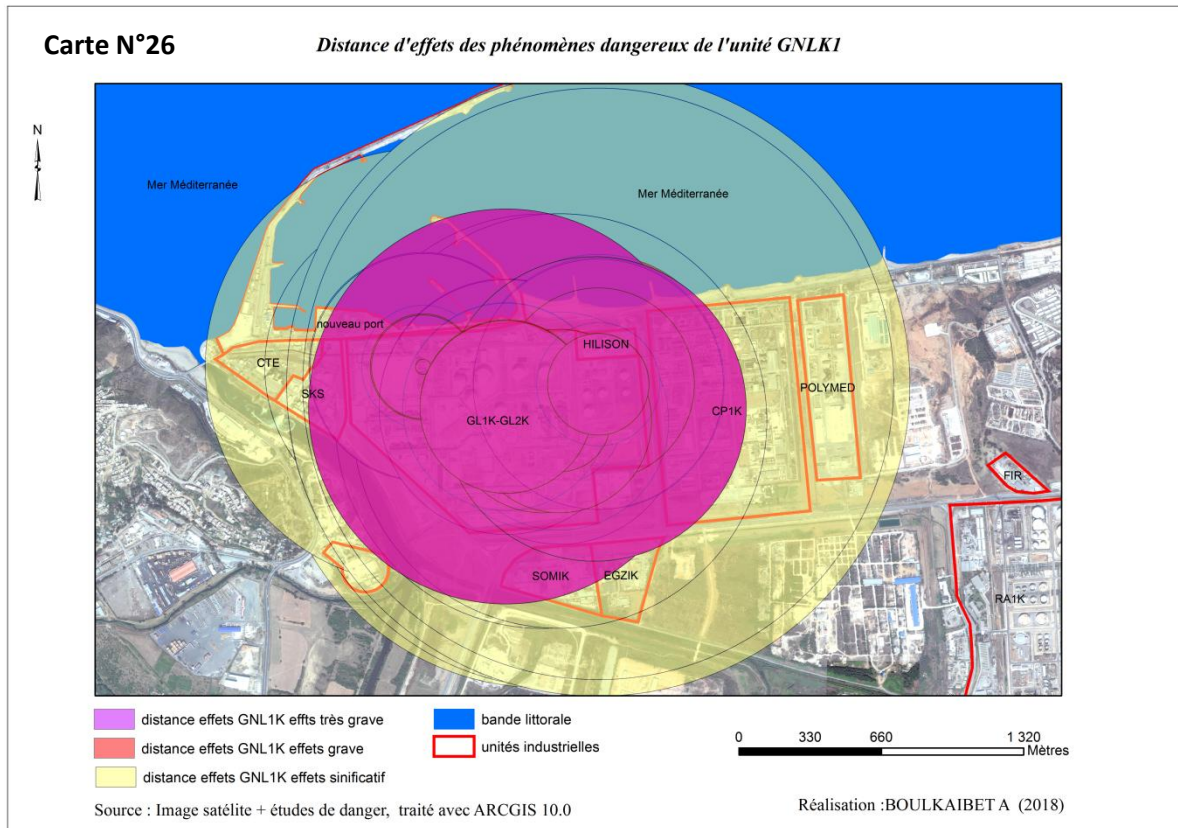 Carte N°26
Distance d'effets des phénomènes dangereux de l'unité GNLK1
N
Mer Méditerranée
Mer Méditerranée
nouveau port
HILISON
CTE
SKS
POLYMED
CP1K
GL1K-GL2K
FIR
SOMIK
EGZIK
RA1K
distance effets GNL1K effts très grave
bande littorale
distance effets GNL1K effets grave
unités industrielles
distance effets GNL1K effets sinificatif
0 330 660 1 320
Mètres
Source : Image satélite + études de danger, traité avec ARCGIS 10.0
Réalisation :BOULKAIBET A (2018)